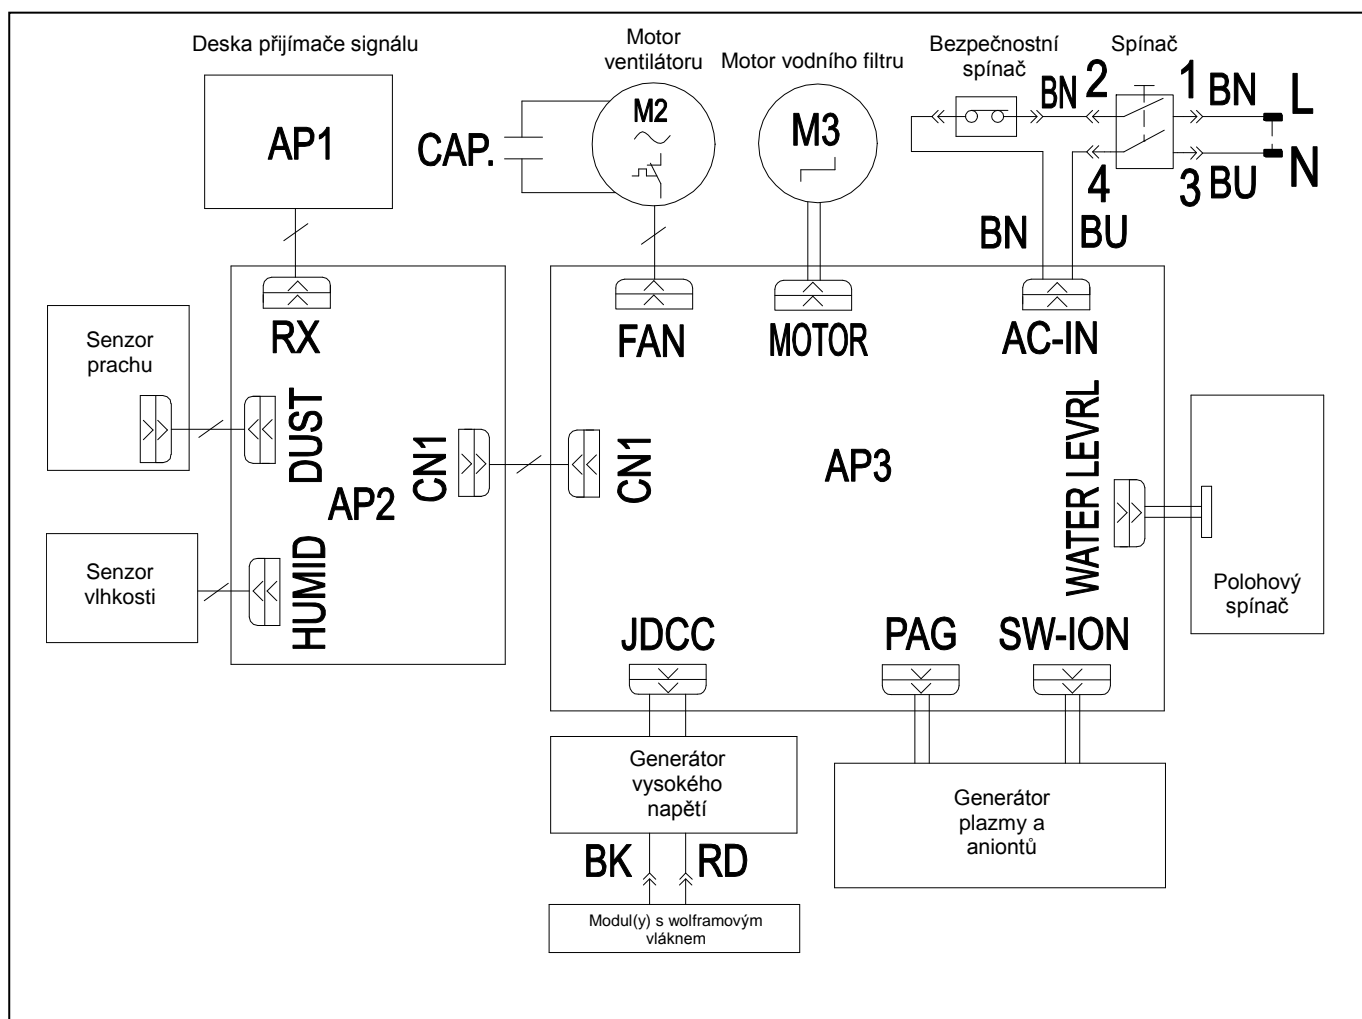 Deska přijímače signálu
Motor
ventilátoru
Motor vodního filtru
Bezpečnostní
spínač
Spínač
AP1
CAP.
M2
M3
BN
2
1
BN
L
4
3
BU
N
BN
BU
RX
FAN
MOTOR
AC-IN
Senzor
prachu
DUST
CN1
CN1
AP2
AP3
WATER LEVRL
Senzor
vlhkosti
HUMID
Polohový
spínač
JDCC
PAG
SW-ION
Generátor
vysokého
napětí
Generátor
plazmy a
aniontů
BK
RD
Modul(y) s wolframovým
vláknem